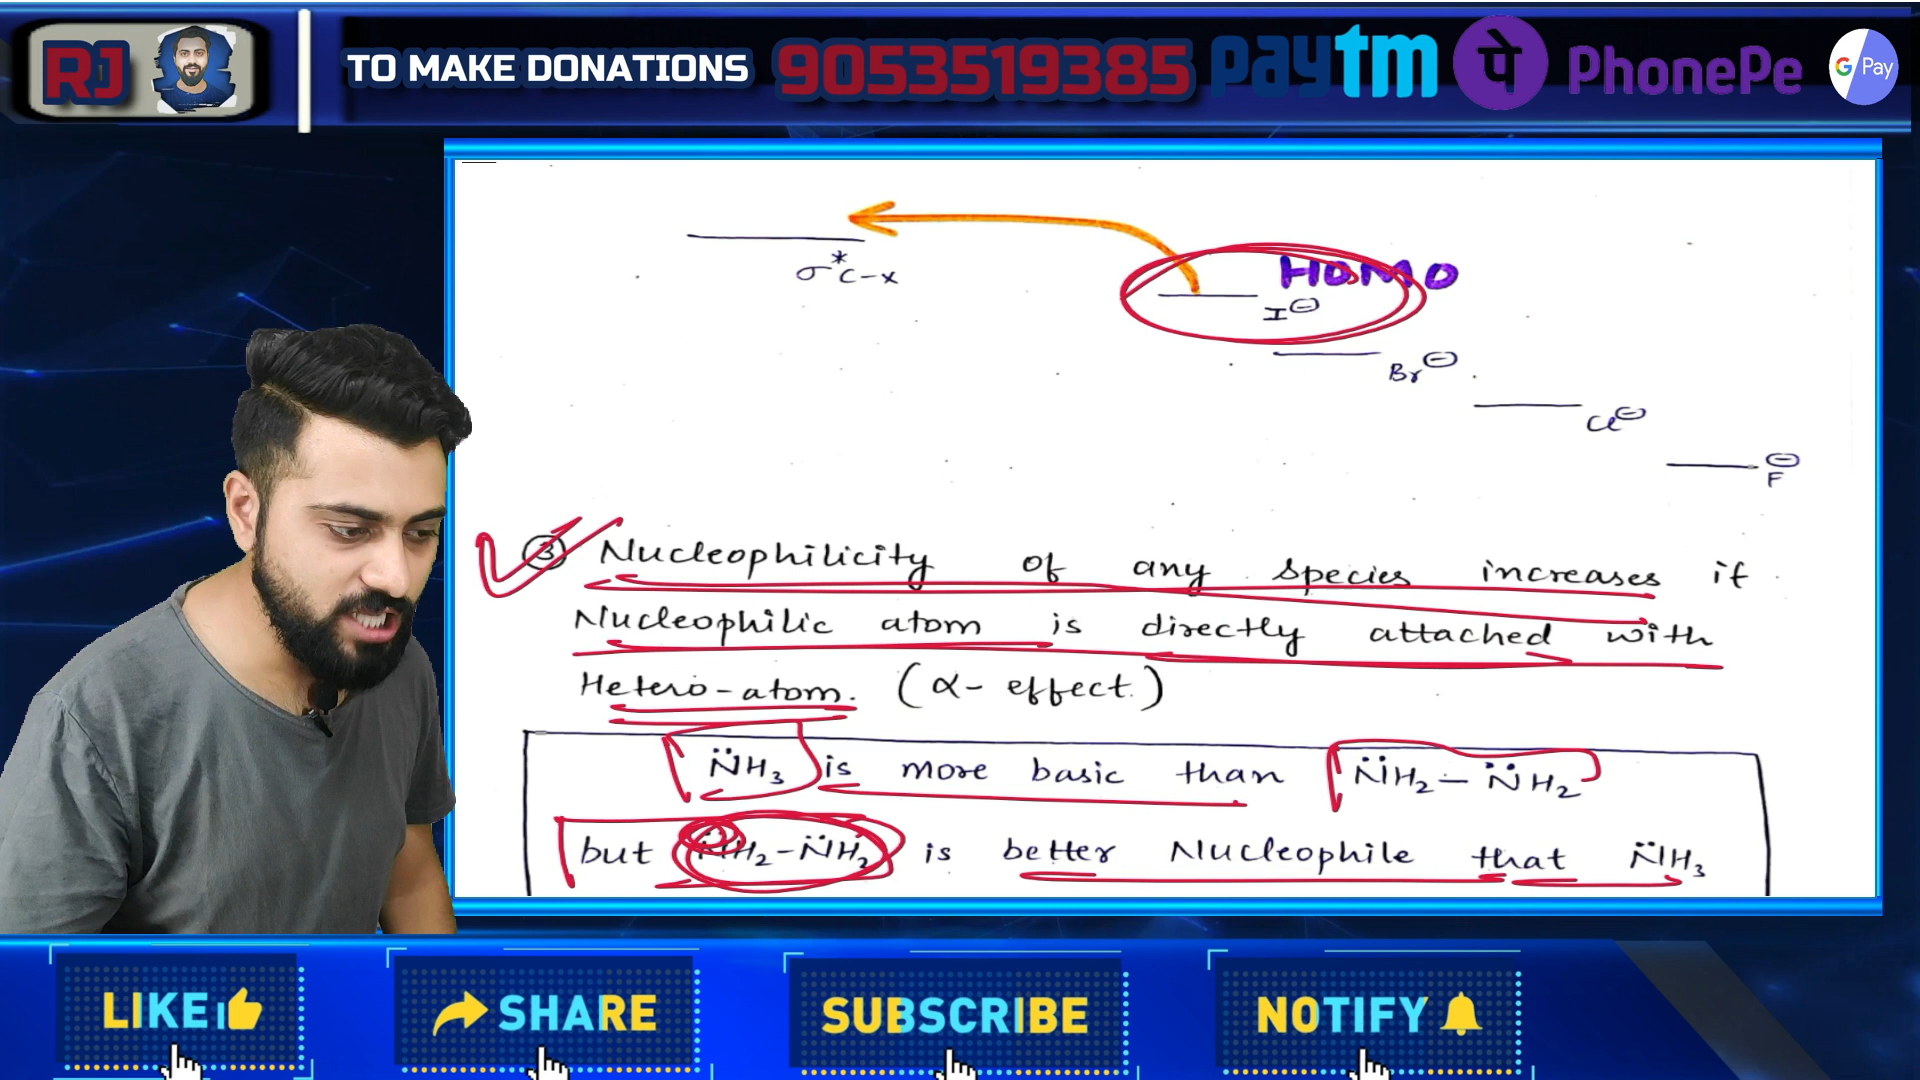 RJ
TO MAKE DONATIONS 9053519385 paytm पे PhonePe G Pay
σ* C-X
HOMO
I⊖
Br⊖
Cl⊖
F⊖
③ Nucleophilicity of any species increases if
Nucleophilic atom is directly attached with
Hetero-atom. (α- effect.)
N̈H₃ is more basic than N̈H₂-N̈H₂
but N̈H₂-N̈H₂ is better Nucleophile that N̈H₃
LIKE SHARE SUBSCRIBE NOTIFY